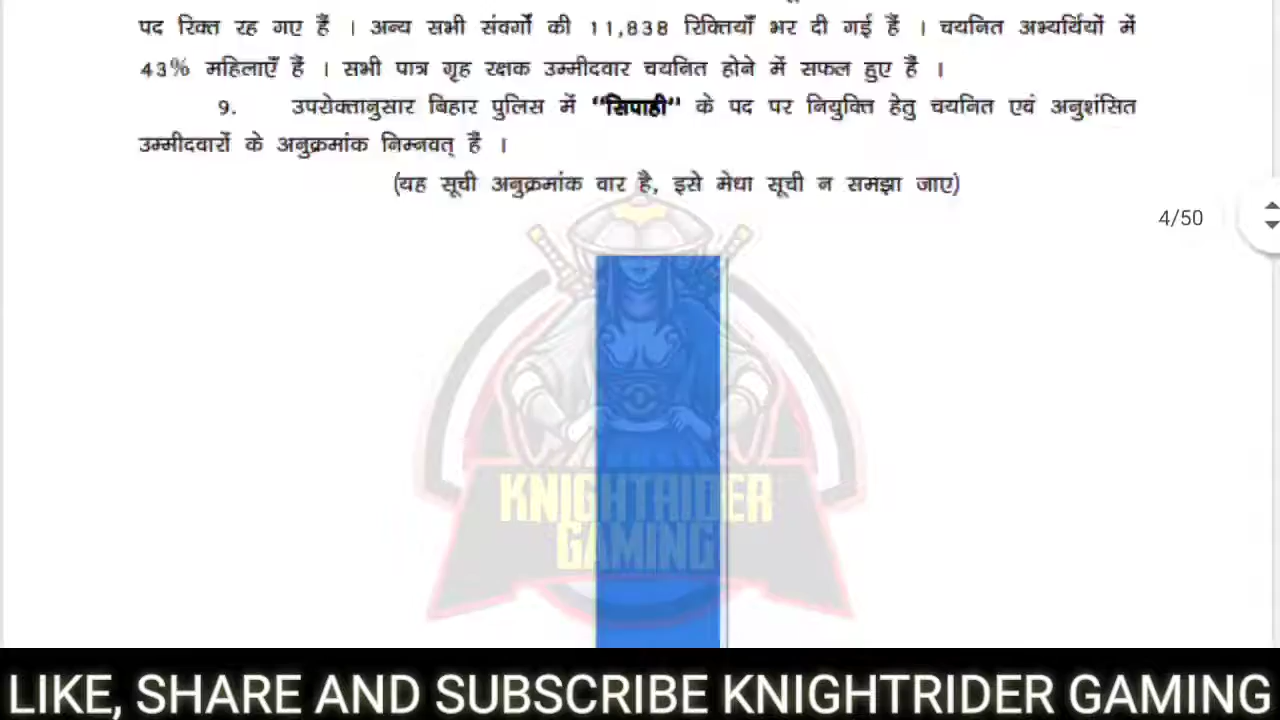 पद रिक्त रह गए हैं । अन्य सभी संवर्गों की 11,838 रिक्तियाँ भर दी गई हैं । चयनित अभ्यर्थियों में
43% महिलाएँ हैं । सभी पात्र गृह रक्षक उम्मीदवार चयनित होने में सफल हुए हैं ।
9. उपरोक्तानुसार बिहार पुलिस में “सिपाही” के पद पर नियुक्ति हेतु चयनित एवं अनुशंसित
उम्मीदवारों के अनुक्रमांक निम्नवत् हैं ।
(यह सूची अनुक्रमांक वार है, इसे मेधा सूची न समझा जाए)
4/50
KNIGHTRIDER
GAMING
LIKE, SHARE AND SUBSCRIBE KNIGHTRIDER GAMING